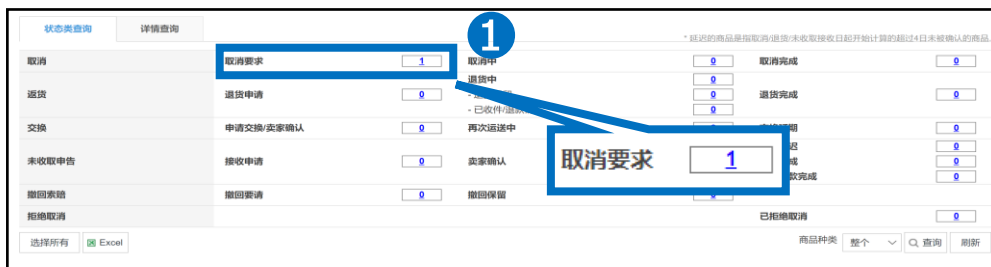 状态类查询 详情查询
1
* 延迟的商品是指取消/退货/未收取接收日起开始计算的超过4日未被确认的商品.
取消 取消要求 1 取消中 0 取消完成 0
返货 退货申请 0 退货中 0 退货完成 0
0
- 已收件/退款 0
交换 申请交换/卖家确认 0 再次运送中
0
未收取申告 接收申请 0 卖家确认 0
0
款完成 0
取消要求 1
撤回索赔 撤回要请 0 撤回保留 0
拒绝取消 已拒绝取消 0
选择所有 Excel 商品种类 整个 查询 刷新